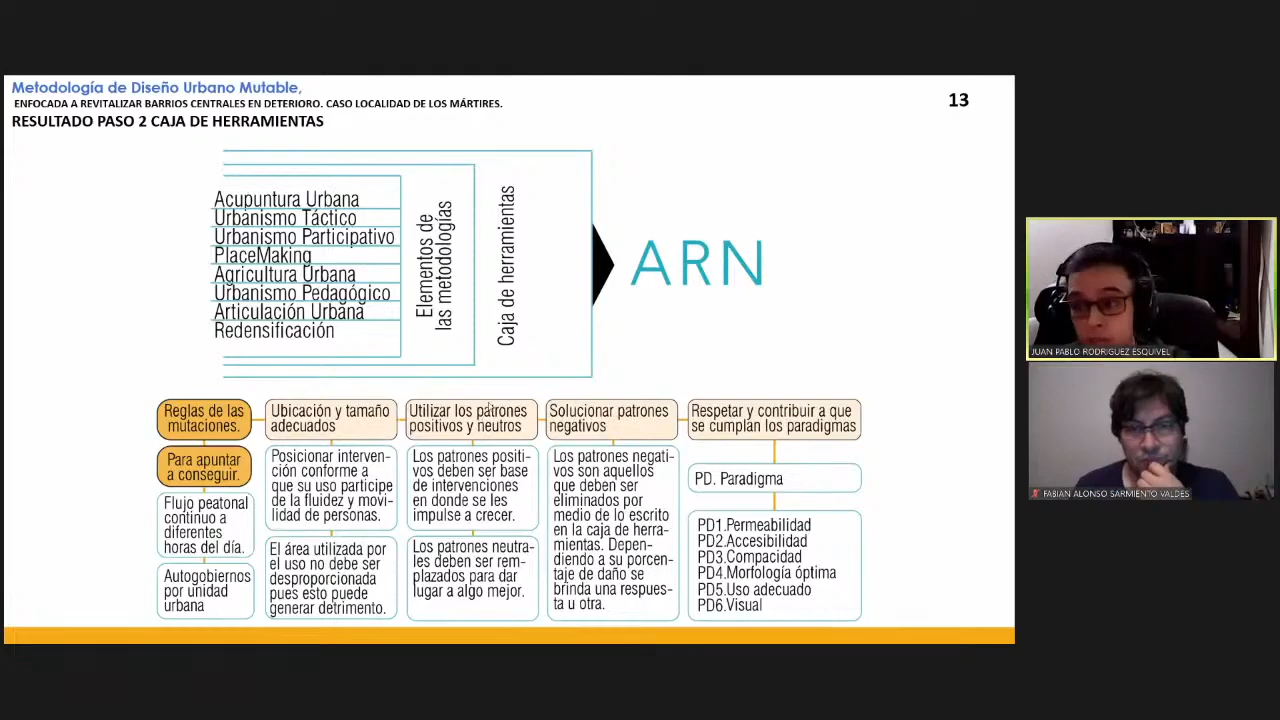 Metodología de Diseño Urbano Mutable,
ENFOCADA A REVITALIZAR BARRIOS CENTRALES EN DETERIORO. CASO LOCALIDAD DE LOS MÁRTIRES.
RESULTADO PASO 2 CAJA DE HERRAMIENTAS
13
Acupuntura Urbana
Urbanismo Táctico
Urbanismo Participativo
PlaceMaking
Agricultura Urbana
Urbanismo Pedagógico
Articulación Urbana
Redensificación
Elementos de
las metodologías
Caja de herramientas
ARN
Reglas de las
mutaciones.
Para apuntar
a conseguir.
Flujo peatonal
continuo a
diferentes
horas del día.
Autogobiernos
por unidad
urbana
Ubicación y tamaño
adecuados
Posicionar interven-
ción conforme a
que su uso participe
de la fluidez y movi-
lidad de personas.
El área utilizada por
el uso no debe ser
desproporcionada
pues esto puede
generar detrimento.
Utilizar los patrones
positivos y neutros
Los patrones positi-
vos deben ser base
de intervenciones
en donde se les
impulse a crecer.
Los patrones neutra-
les deben ser rem-
plazados para dar
lugar a algo mejor.
Solucionar patrones
negativos
Los patrones negati-
vos son aquellos
que deben ser
eliminados por
medio de lo escrito
en la caja de herra-
mientas. Depen-
diendo a su porcen-
taje de daño se
brinda una respues-
ta u otra.
Respetar y contribuir a que
se cumplan los paradigmas
PD. Paradigma
PD1.Permeabilidad
PD2.Accesibilidad
PD3.Compacidad
PD4.Morfología óptima
PD5.Uso adecuado
PD6.Visual
JUAN PABLO RODRIGUEZ ESQUIVEL
FABIAN ALONSO SARMIENTO VALDES